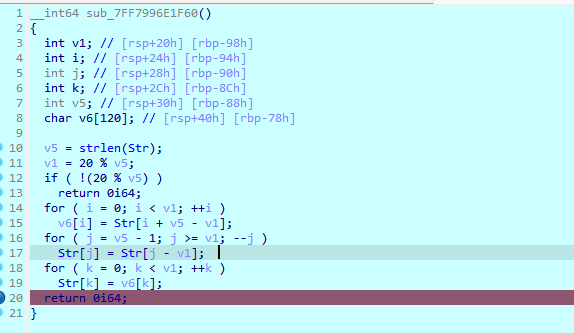 1 __int64 sub_7FF7996E1F60()
2 {
3 int v1; // [rsp+20h] [rbp-98h]
4 int i; // [rsp+24h] [rbp-94h]
5 int j; // [rsp+28h] [rbp-90h]
6 int k; // [rsp+2Ch] [rbp-8Ch]
7 int v5; // [rsp+30h] [rbp-88h]
8 char v6[120]; // [rsp+40h] [rbp-78h]
9
10 v5 = strlen(Str);
11 v1 = 20 % v5;
12 if ( !(20 % v5) )
13 return 0i64;
14 for ( i = 0; i < v1; ++i )
15 v6[i] = Str[i + v5 - v1];
16 for ( j = v5 - 1; j >= v1; --j )
17 Str[j] = Str[j - v1];
18 for ( k = 0; k < v1; ++k )
19 Str[k] = v6[k];
20 return 0i64;
21 }